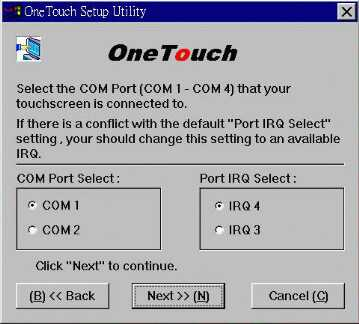 OneTouch Setup Utility
OneTouch
Select the COM Port (COM 1 - COM 4) that your
touchscreen is connected to.
If there is a conflict with the default "Port IRQ Select"
setting , your should change this setting to an available
IRQ.
COM Port Select :
COM 1
COM 2
Port IRQ Select :
IRQ 4
IRQ 3
Click "Next" to continue.
(B) << Back
Next >> (N)
Cancel (C)